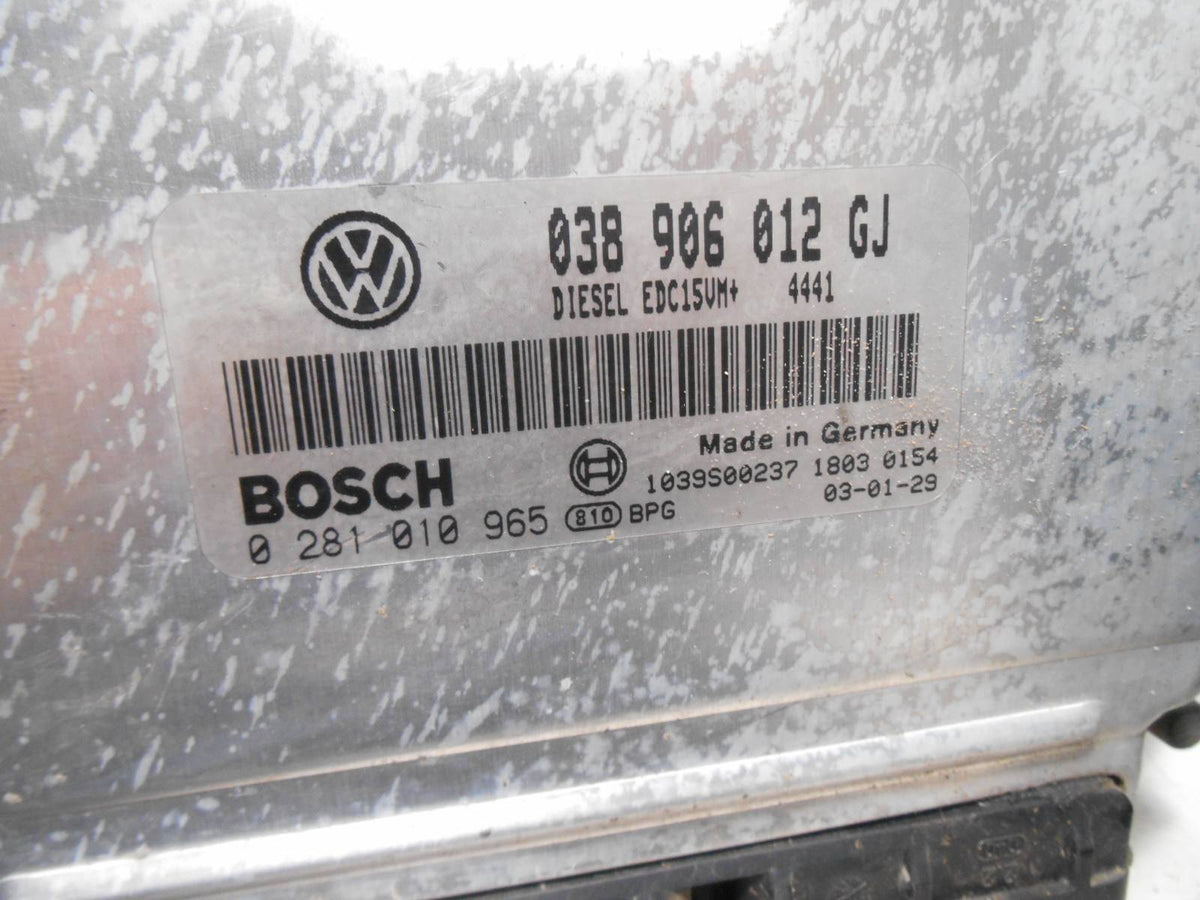 VW
038 906 012 GJ
DIESEL EDC15VM+ 4441
Made in Germany
BOSCH
1039S00237 1803 0154
0 281 010 965 810 BPG
03-01-29